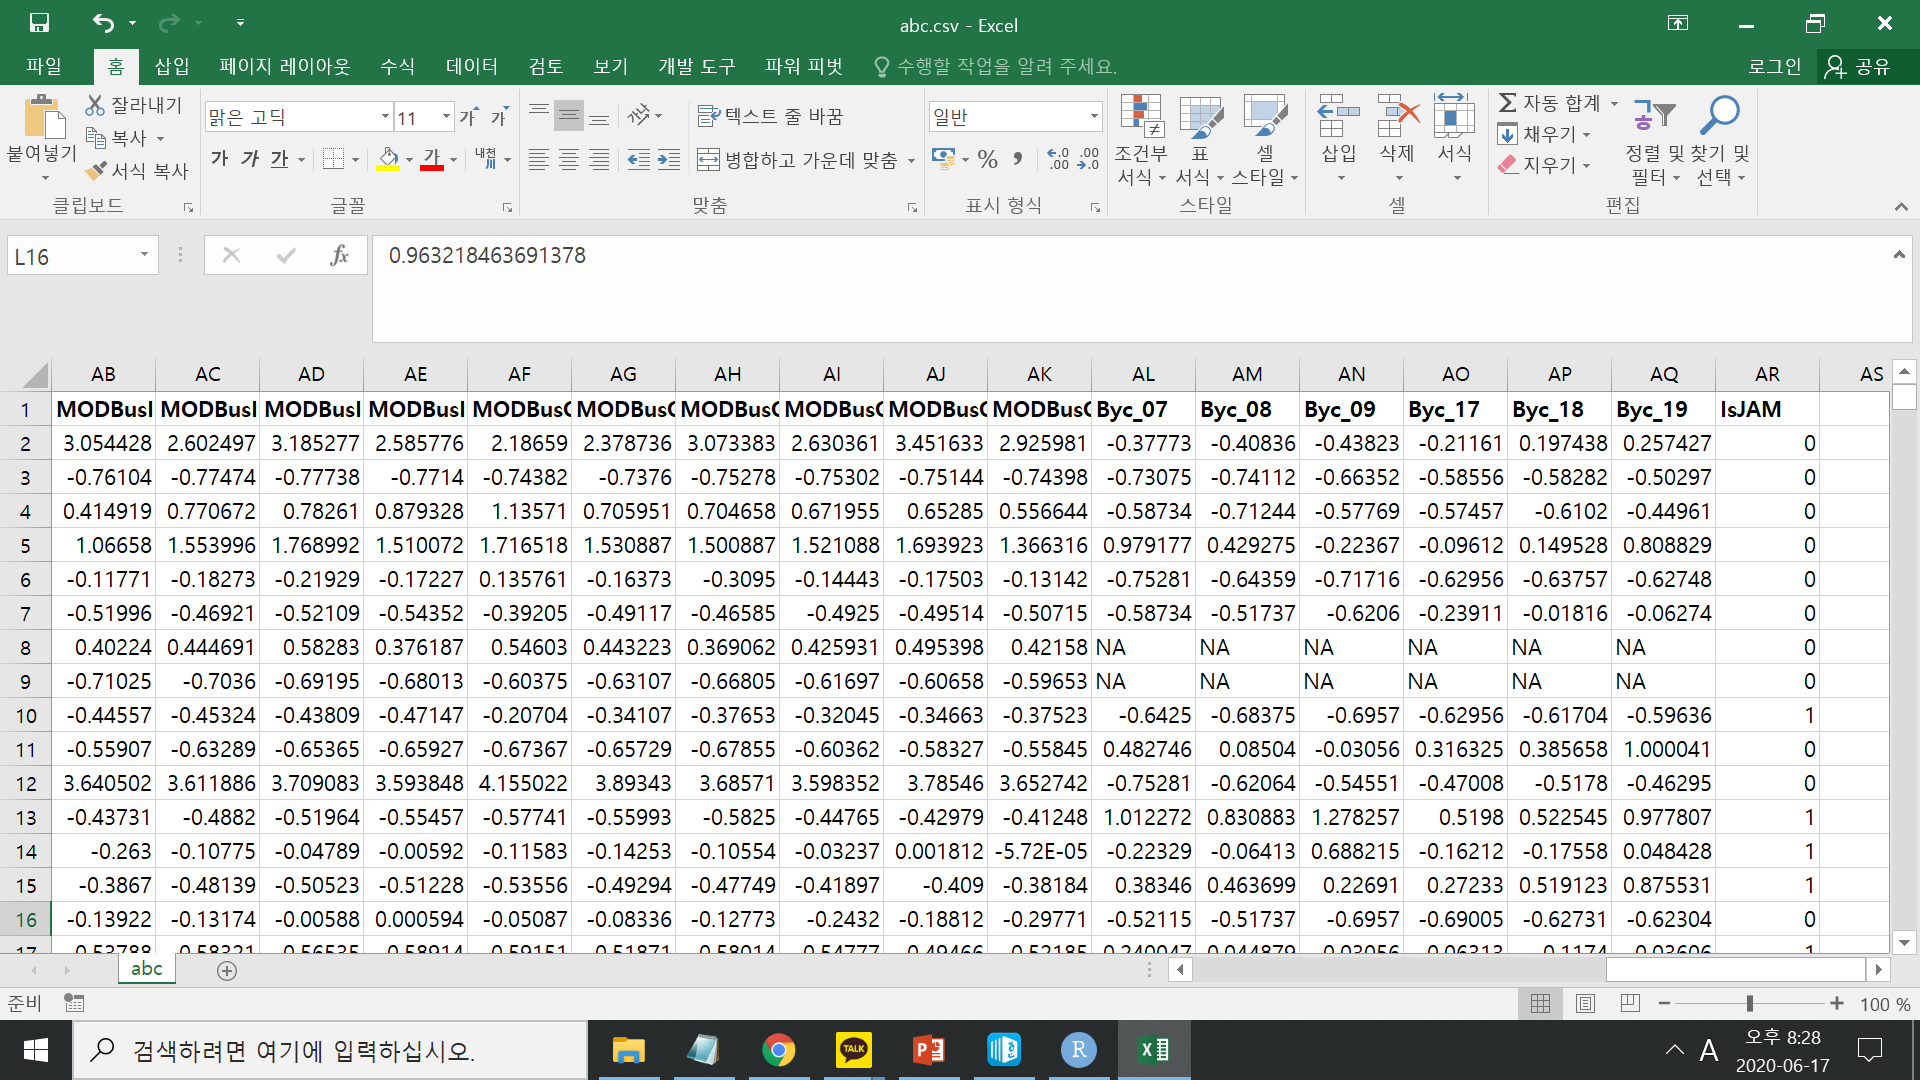 abc.csv - Excel
파일 홈 삽입 페이지 레이아웃 수식 데이터 검토 보기 개발 도구 파워 피벗 수행할 작업을 알려 주세요. 로그인 공유
붙여넣기 잘라내기 복사 서식 복사
클립보드
맑은 고딕 11 가 가
가 가 가 가 내천
글꼴
텍스트 줄 바꿈
병합하고 가운데 맞춤
맞춤
일반
% , .0 .00 .00 .0
표시 형식
조건부 서식 표 서식 셀 스타일
스타일
삽입 삭제 서식
셀
Σ 자동 합계
채우기
지우기
정렬 및 필터 찾기 및 선택
편집
L16 fx 0.963218463691378
AB AC AD AE AF AG AH AI AJ AK AL AM AN AO AP AQ AR AS
1 MODBusI MODBusI MODBusI MODBusI MODBusC MODBusC MODBusC MODBusC MODBusC MODBusC Byc_07 Byc_08 Byc_09 Byc_17 Byc_18 Byc_19 IsJAM
2 3.054428 2.602497 3.185277 2.585776 2.18659 2.378736 3.073383 2.630361 3.451633 2.925981 -0.37773 -0.40836 -0.43823 -0.21161 0.197438 0.257427 0
3 -0.76104 -0.77474 -0.77738 -0.7714 -0.74382 -0.7376 -0.75278 -0.75302 -0.75144 -0.74398 -0.73075 -0.74112 -0.66352 -0.58556 -0.58282 -0.50297 0
4 0.414919 0.770672 0.78261 0.879328 1.13571 0.705951 0.704658 0.671955 0.65285 0.556644 -0.58734 -0.71244 -0.57769 -0.57457 -0.6102 -0.44961 0
5 1.06658 1.553996 1.768992 1.510072 1.716518 1.530887 1.500887 1.521088 1.693923 1.366316 0.979177 0.429275 -0.22367 -0.09612 0.149528 0.808829 0
6 -0.11771 -0.18273 -0.21929 -0.17227 0.135761 -0.16373 -0.3095 -0.14443 -0.17503 -0.13142 -0.75281 -0.64359 -0.71716 -0.62956 -0.63757 -0.62748 0
7 -0.51996 -0.46921 -0.52109 -0.54352 -0.39205 -0.49117 -0.46585 -0.4925 -0.49514 -0.50715 -0.58734 -0.51737 -0.6206 -0.23911 -0.01816 -0.06274 0
8 0.40224 0.444691 0.58283 0.376187 0.54603 0.443223 0.369062 0.425931 0.495398 0.42158 NA NA NA NA NA NA 0
9 -0.71025 -0.7036 -0.69195 -0.68013 -0.60375 -0.63107 -0.66805 -0.61697 -0.60658 -0.59653 NA NA NA NA NA NA 0
10 -0.44557 -0.45324 -0.43809 -0.47147 -0.20704 -0.34107 -0.37653 -0.32045 -0.34663 -0.37523 -0.6425 -0.68375 -0.6957 -0.62956 -0.61704 -0.59636 1
11 -0.55907 -0.63289 -0.65365 -0.65927 -0.67367 -0.65729 -0.67855 -0.60362 -0.58327 -0.55845 0.482746 0.08504 -0.03056 0.316325 0.385658 1.000041 0
12 3.640502 3.611886 3.709083 3.593848 4.155022 3.89343 3.68571 3.598352 3.78546 3.652742 -0.75281 -0.62064 -0.54551 -0.47008 -0.5178 -0.46295 0
13 -0.43731 -0.4882 -0.51964 -0.55457 -0.57741 -0.55993 -0.5825 -0.44765 -0.42979 -0.41248 1.012272 0.830883 1.278257 0.5198 0.522545 0.977807 1
14 -0.263 -0.10775 -0.04789 -0.00592 -0.11583 -0.14253 -0.10554 -0.03237 0.001812 -5.72E-05 -0.22329 -0.06413 0.688215 -0.16212 -0.17558 0.048428 1
15 -0.3867 -0.48139 -0.50523 -0.51228 -0.53556 -0.49294 -0.47749 -0.41897 -0.409 -0.38184 0.38346 0.463699 0.22691 0.27233 0.519123 0.875531 1
16 -0.13922 -0.13174 -0.00588 0.000594 -0.05087 -0.08336 -0.12773 -0.2432 -0.18812 -0.29771 -0.52115 -0.51737 -0.6957 -0.69005 -0.62731 -0.62304 0
abc
준비 100 %
검색하려면 여기에 입력하십시오.
TALK
R
A
오후 8:28
2020-06-17